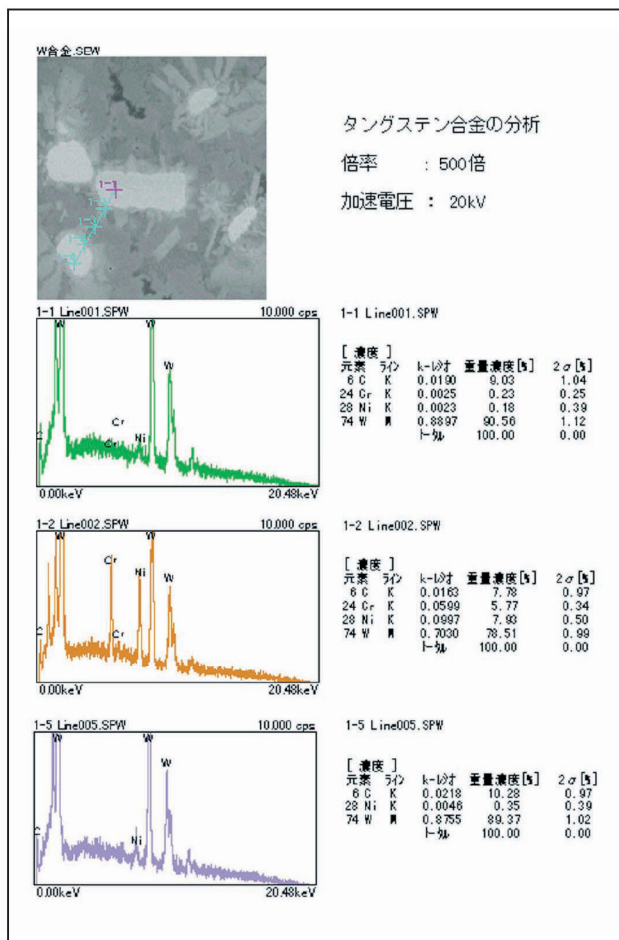 W合金.SEW
タングステン合金の分析
倍率 : 500倍
加速電圧 : 20kV
1-1
1-1 Line001.SPW 10.000 cps
W W W
Cr
Cr Ni
C
0.00keV 20.48keV
1-1 Line001.SPW
[ 濃度 ]
元素 ライン k-レシオ 重量濃度[%] 2σ[%]
6 C K 0.0190 9.03 1.04
24 Cr K 0.0025 0.23 0.25
28 Ni K 0.0023 0.18 0.39
74 W M 0.8897 90.56 1.12
トータル 100.00 0.00
1-2 Line002.SPW 10.000 cps
W W
Cr Ni W
C Cr
0.00keV 20.48keV
1-2 Line002.SPW
[ 濃度 ]
元素 ライン k-レシオ 重量濃度[%] 2σ[%]
6 C K 0.0163 7.78 0.97
24 Cr K 0.0599 5.77 0.34
28 Ni K 0.0997 7.93 0.50
74 W M 0.7030 78.51 0.99
トータル 100.00 0.00
1-5 Line005.SPW 10.000 cps
W W
W
C Ni
0.00keV 20.48keV
1-5 Line005.SPW
[ 濃度 ]
元素 ライン k-レシオ 重量濃度[%] 2σ[%]
6 C K 0.0218 10.28 0.97
28 Ni K 0.0046 0.35 0.39
74 W M 0.8755 89.37 1.02
トータル 100.00 0.00